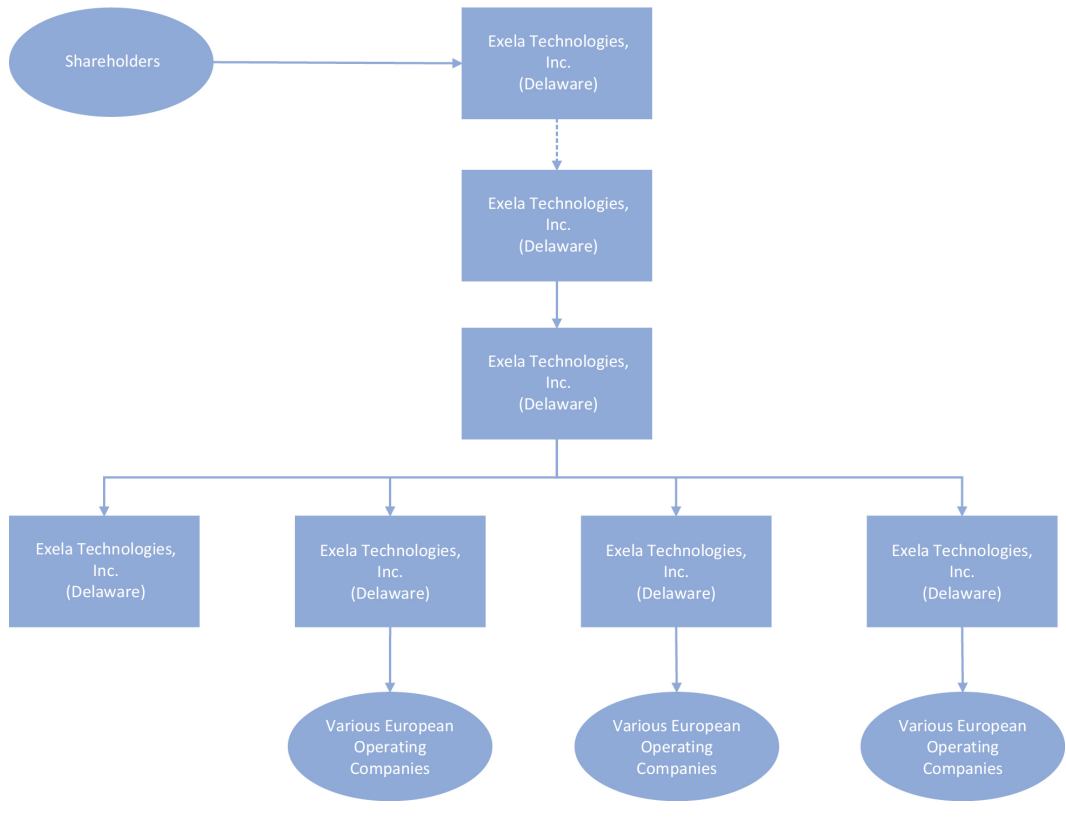 Shareholders
Exela Technologies,
Inc.
(Delaware)
Exela Technologies,
Inc.
(Delaware)
Exela Technologies,
Inc.
(Delaware)
Exela Technologies,
Inc.
(Delaware)
Exela Technologies,
Inc.
(Delaware)
Exela Technologies,
Inc.
(Delaware)
Exela Technologies,
Inc.
(Delaware)
Various European
Operating
Companies
Various European
Operating
Companies
Various European
Operating
Companies